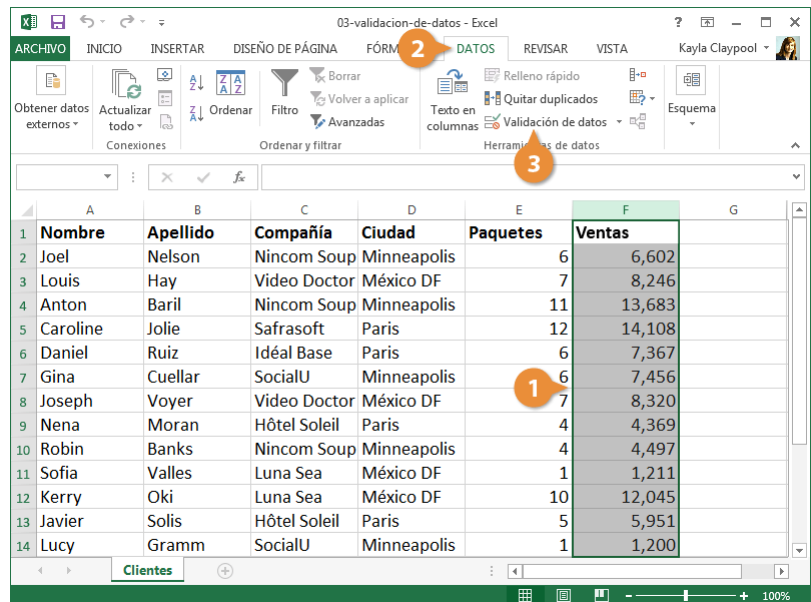 03-validacion-de-datos - Excel
ARCHIVO INICIO INSERTAR DISEÑO DE PÁGINA FÓRM 2 DATOS REVISAR VISTA Kayla Claypool
Obtener datos externos
Actualizar todo
Conexiones
Ordenar
Filtro
Borrar
Volver a aplicar
Avanzadas
Ordenar y filtrar
Texto en columnas
Relleno rápido
Quitar duplicados
Validación de datos
Herramientas de datos
3
Esquema
fx
A B C D E F G
1 Nombre Apellido Compañía Ciudad Paquetes Ventas
2 Joel Nelson Nincom Soup Minneapolis 6 6,602
3 Louis Hay Video Doctor México DF 7 8,246
4 Anton Baril Nincom Soup Minneapolis 11 13,683
5 Caroline Jolie Safrasoft Paris 12 14,108
6 Daniel Ruiz Idéal Base Paris 6 7,367
7 Gina Cuellar SocialU Minneapolis 6 7,456
1
8 Joseph Voyer Video Doctor México DF 7 8,320
9 Nena Moran Hôtel Soleil Paris 4 4,369
10 Robin Banks Nincom Soup Minneapolis 4 4,497
11 Sofia Valles Luna Sea México DF 1 1,211
12 Kerry Oki Luna Sea México DF 10 12,045
13 Javier Solis Hôtel Soleil Paris 5 5,951
14 Lucy Gramm SocialU Minneapolis 1 1,200
Clientes
100%